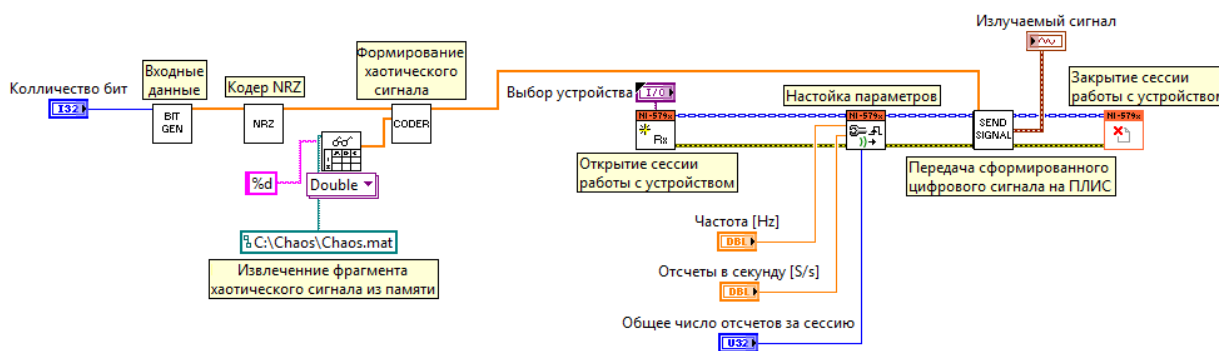 Излучаемый сигнал
Формирование
хаотического
сигнала
Входные
данные
Кодер NRZ
Закрытие сессии
работы с устройством
Колличество бит
I32
BIT
GEN
NRZ
CODER
Выбор устройства
I/O
Настойка параметров
NI-579x
Rx
NI-579x
SEND
SIGNAL
NI-579x
A B C
%d
Double
Открытие сессии
работы с устройством
Передача сформированного
цифрового сигнала на ПЛИС
C:\Chaos\Chaos.mat
Извлеченние фрагмента
хаотического сигнала из памяти
Частота [Hz]
DBL
Отсчеты в секунду [S/s]
DBL
Общее число отсчетов за сессию
U32